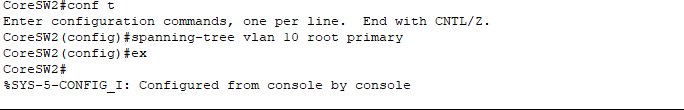 CoreSW2#conf t
Enter configuration commands, one per line.  End with CNTL/Z.
CoreSW2(config)#spanning-tree vlan 10 root primary
CoreSW2(config)#ex
CoreSW2#
%SYS-5-CONFIG_I: Configured from console by console